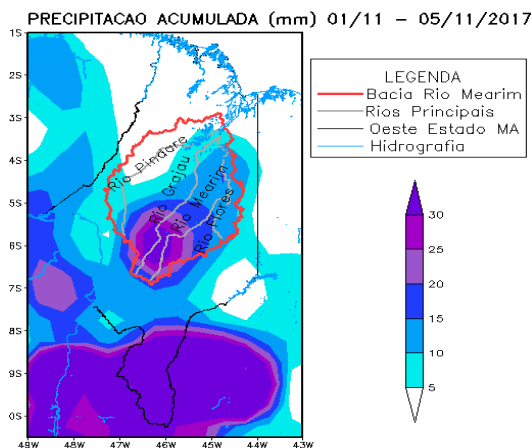 PRECIPITACAO ACUMULADA (mm) 01/11 – 05/11/2017
LEGENDA
Bacia Rio Mearim
Rios Principais
Oeste Estado MA
Hidrografia
1S
2S
3S
4S
5S
6S
7S
8S
9S
0S
49W 48W 47W 46W 45W 44W 43W
Rio Pindare
Rio Grajau
Rio Mearim
Rio Flores
30
25
20
15
10
5